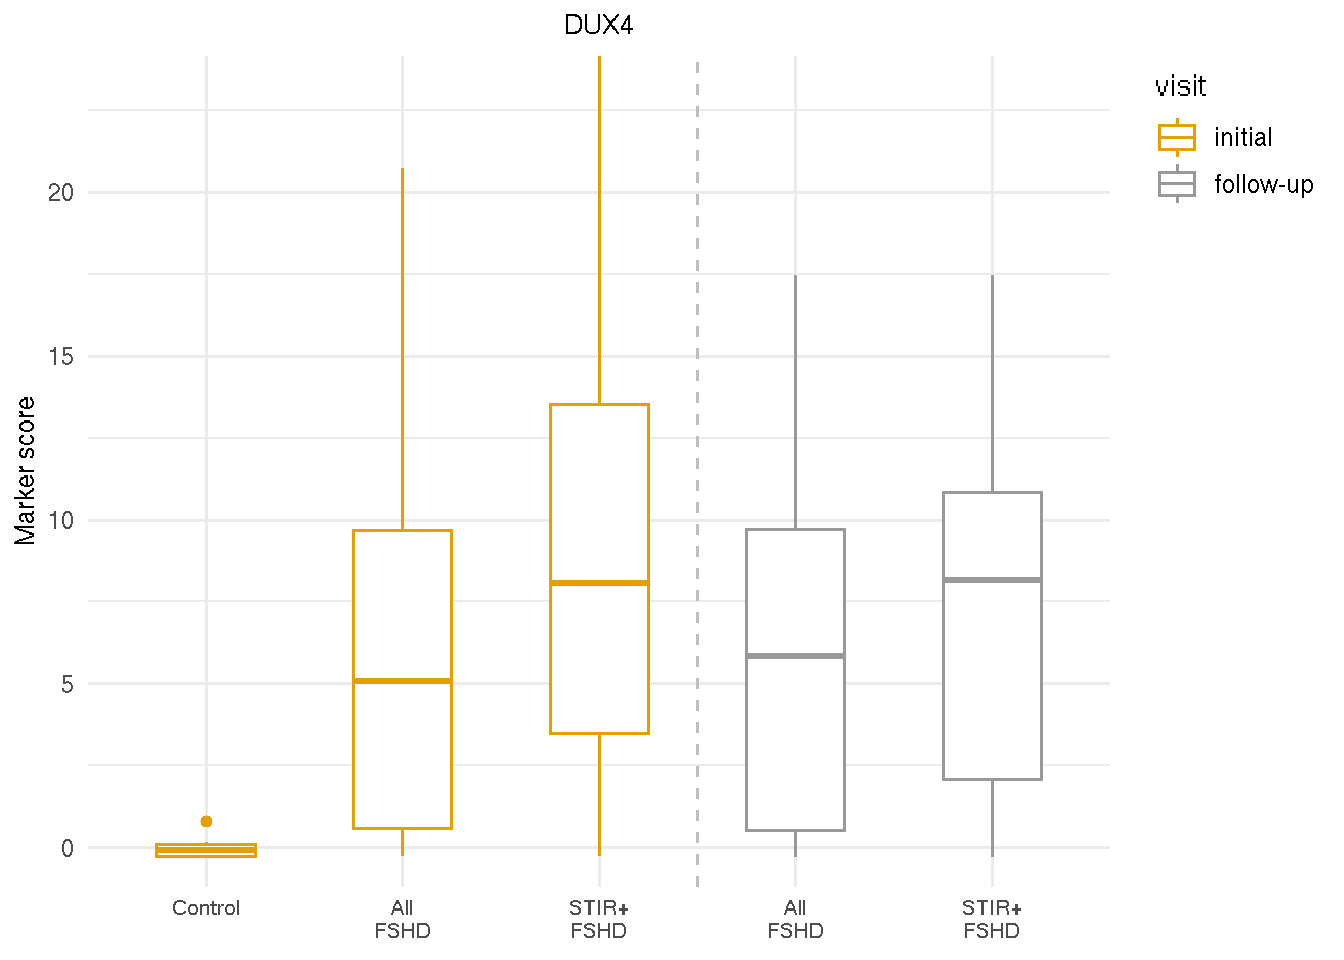 DUX4
visit
initial
follow-up
Marker score
20
15
10
5
0
Control
All
FSHD
STIR+
FSHD
All
FSHD
STIR+
FSHD